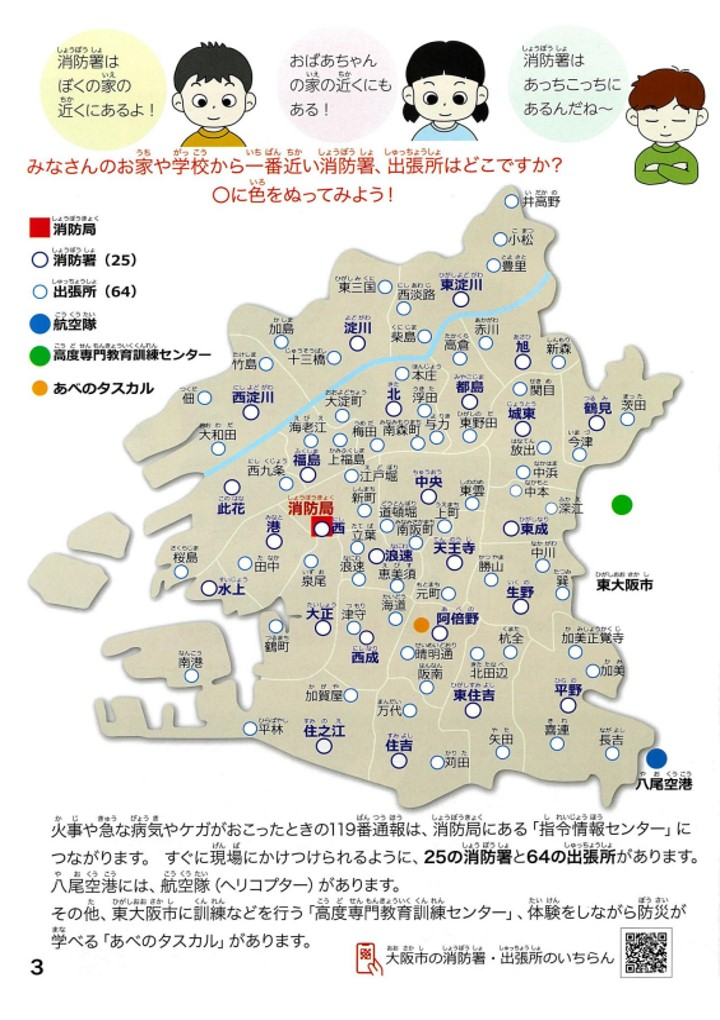 消防署は
ぼくの家の
近くにあるよ！
おばあちゃん
の家の近くにも
ある！
消防署は
あっちこっちに
あるんだね～
みなさんのお家や学校から一番近い消防署、出張所はどこですか？
〇に色をぬってみよう！
消防局
消防署（25）
出張所（64）
航空隊
高度専門教育訓練センター
あべのタスカル
井高野
小松
豊里
東三国
西淡路
東淀川
加島
淀川
柴島
高倉
赤川
旭
新森
竹島
十三橋
本庄
都島
関目
佃
西淀川
大淀町
北
浮田
城東
鶴見
茨田
大和田
海老江
梅田
南森町
与力
東野田
放出
今津
西九条
福島
上福島
江戸堀
中央
東雲
中浜
中本
深江
此花
消防局
西
新町
道頓堀
上町
港
立葉
南阪町
東成
桜島
田中
浪速
浪速
天王寺
中川
水上
泉尾
恵美須
元町
勝山
生野
巽
東大阪市
大正
津守
海道
阿倍野
鶴町
西成
晴明通
杭全
加美正覚寺
南港
阪南
北田辺
加美
加賀屋
万代
東住吉
平野
平林
住之江
住吉
苅田
矢田
喜連
長吉
八尾空港
火事や急な病気やケガがおこったときの119番通報は、消防局にある「指令情報センター」に
つながります。 すぐに現場にかけつけられるように、25の消防署と64の出張所があります。
八尾空港には、航空隊（ヘリコプター）があります。
その他、東大阪市に訓練などを行う「高度専門教育訓練センター」、体験をしながら防災が
学べる「あべのタスカル」があります。
大阪市の消防署・出張所のいちらん
3